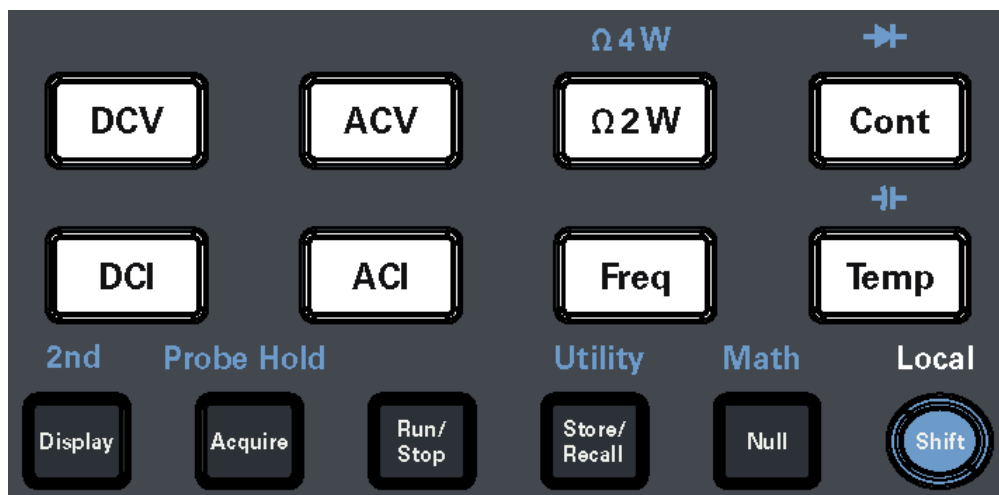 Ω4W
DCV ACV Ω2W Cont
DCI ACI Freq Temp
2nd Probe Hold Utility Math Local
Display Acquire Run/ Store/ Null Shift
Stop Recall